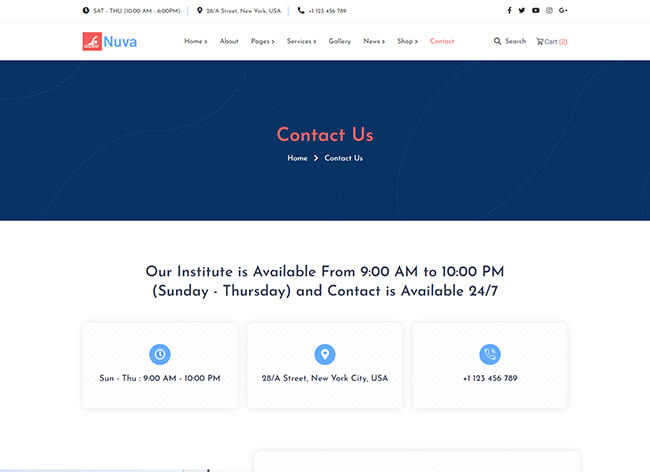 SAT - THU (10:00 AM - 6:00PM) 28/A Street, New York, USA +1 123 456 789
Nuva Home About Pages Services Gallery News Shop Contact Search Cart (2)
Contact Us
Home Contact Us
Our Institute is Available From 9:00 AM to 10:00 PM
(Sunday - Thursday) and Contact is Available 24/7
Sun - Thu : 9:00 AM - 10:00 PM
28/A Street, New York City, USA
+1 123 456 789